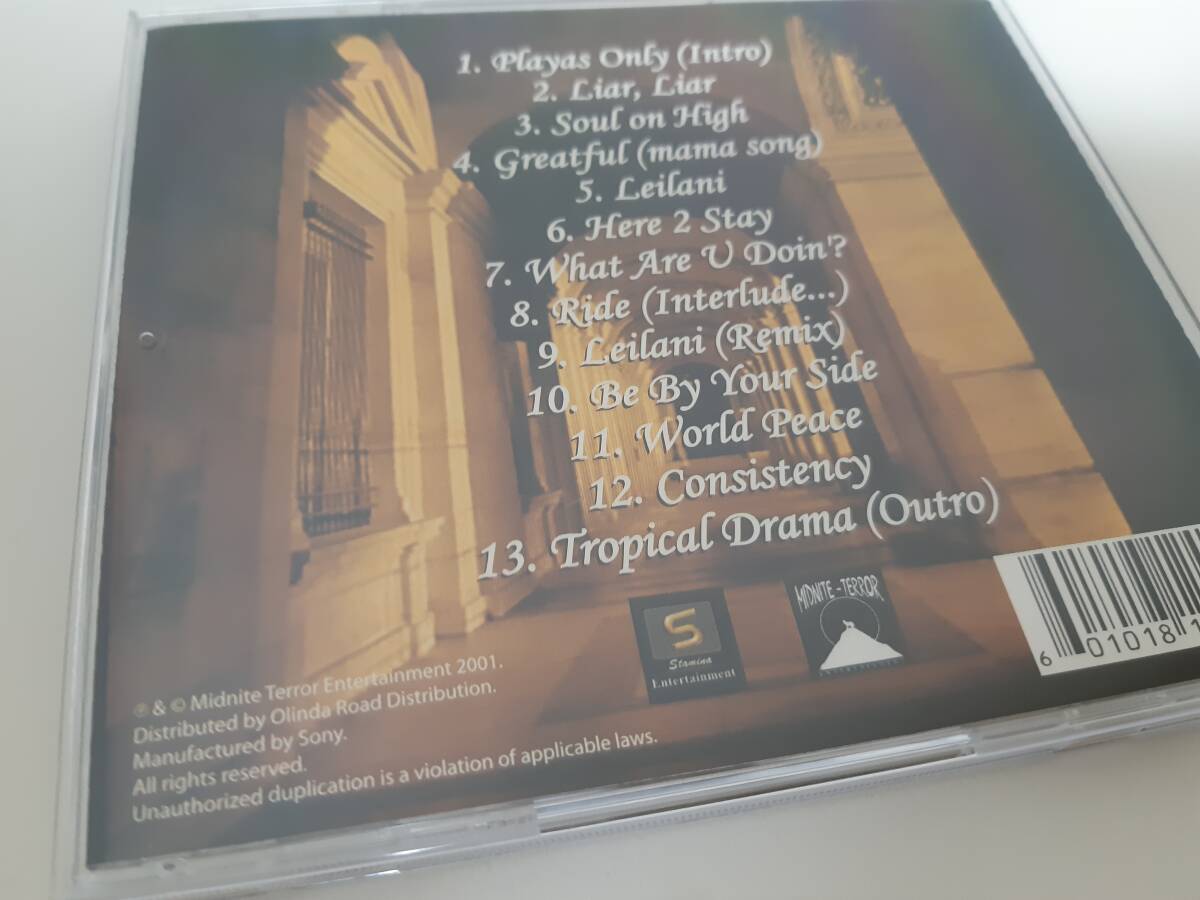 1. Playas Only (Intro)
2. Liar, Liar
3. Soul on High
4. Greatful (mama song)
5. Leilani
6. Here 2 Stay
7. What Are U Doin'?
8. Ride (Interlude...)
9. Leilani (Remix)
10. Be By Your Side
11. World Peace
12. Consistency
13. Tropical Drama (Outro)
S
Stamina
Entertainment
MIDNITE - TERROR
ENTERTAINMENT
6 01018 1
℗ & © Midnite Terror Entertainment 2001.
Distributed by Olinda Road Distribution.
Manufactured by Sony.
All rights reserved.
Unauthorized duplication is a violation of applicable laws.